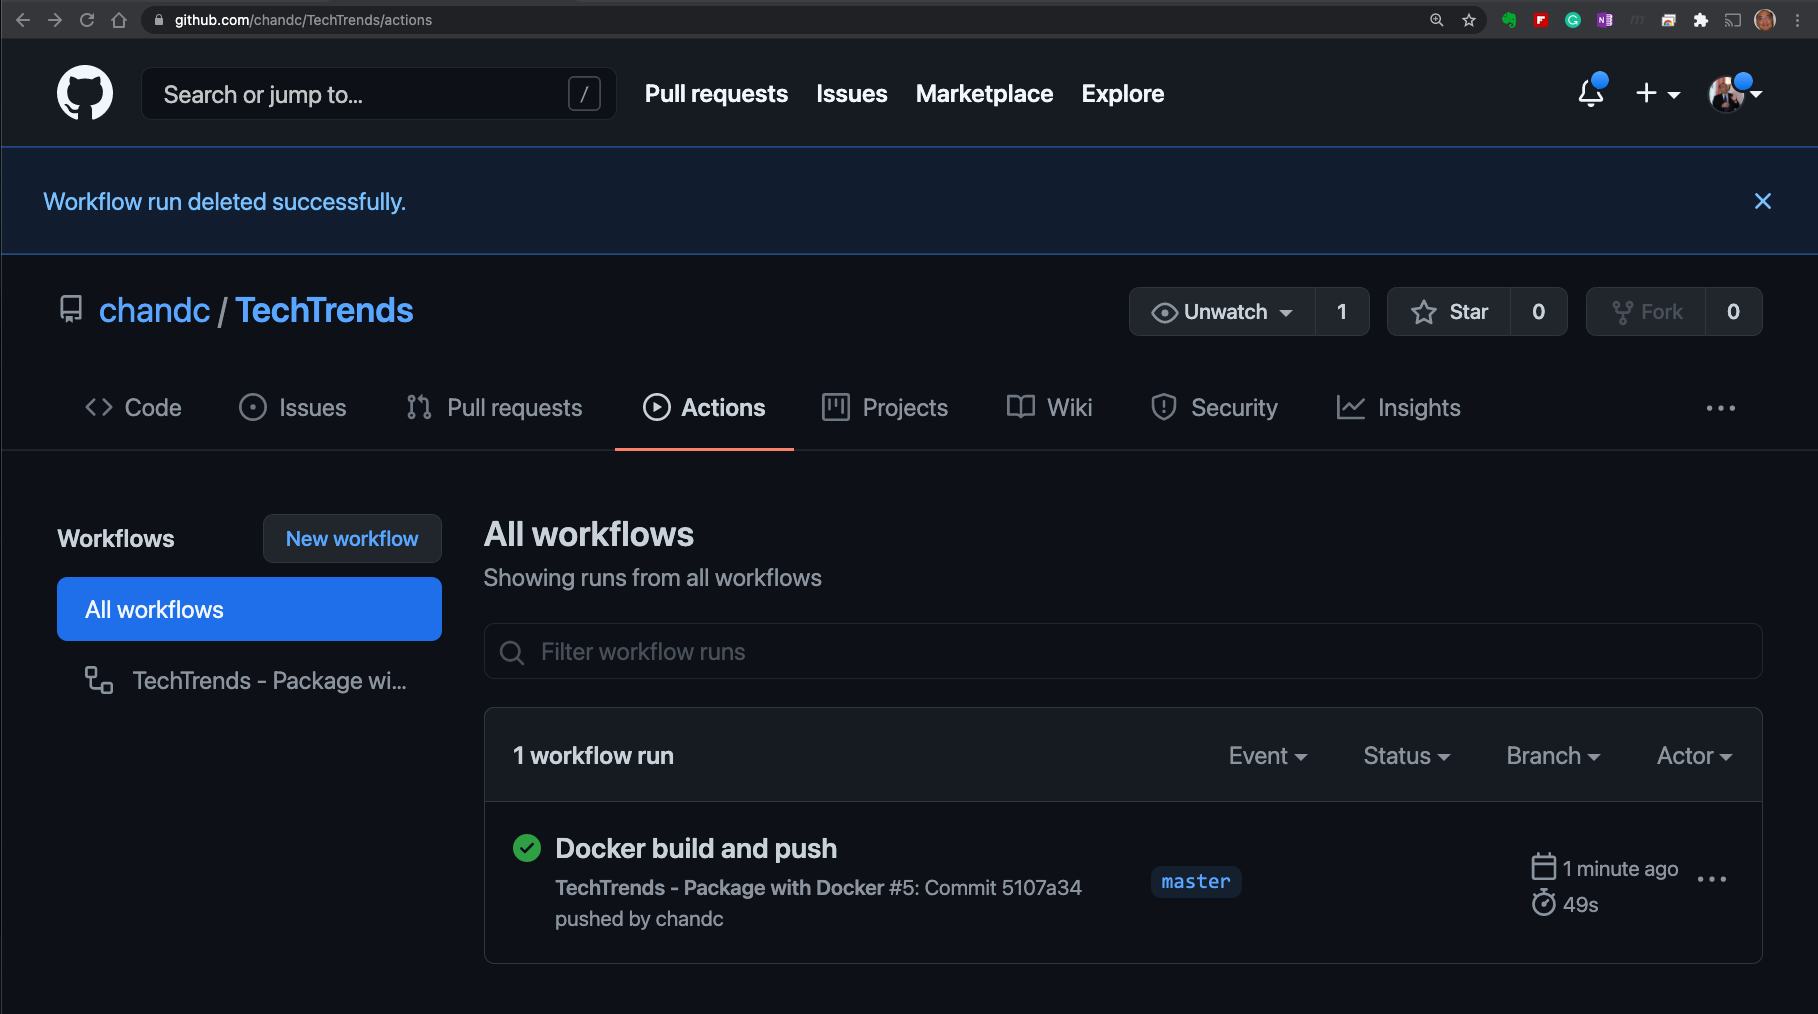 github.com/chandc/TechTrends/actions
Search or jump to... /
Pull requests Issues Marketplace Explore
Workflow run deleted successfully.
chandc / TechTrends
Unwatch 1 Star 0 Fork 0
Code Issues Pull requests Actions Projects Wiki Security Insights
Workflows New workflow
All workflows
TechTrends - Package wi...
All workflows
Showing runs from all workflows
Filter workflow runs
1 workflow run Event Status Branch Actor
Docker build and push
TechTrends - Package with Docker #5: Commit 5107a34
pushed by chandc
master
1 minute ago
49s